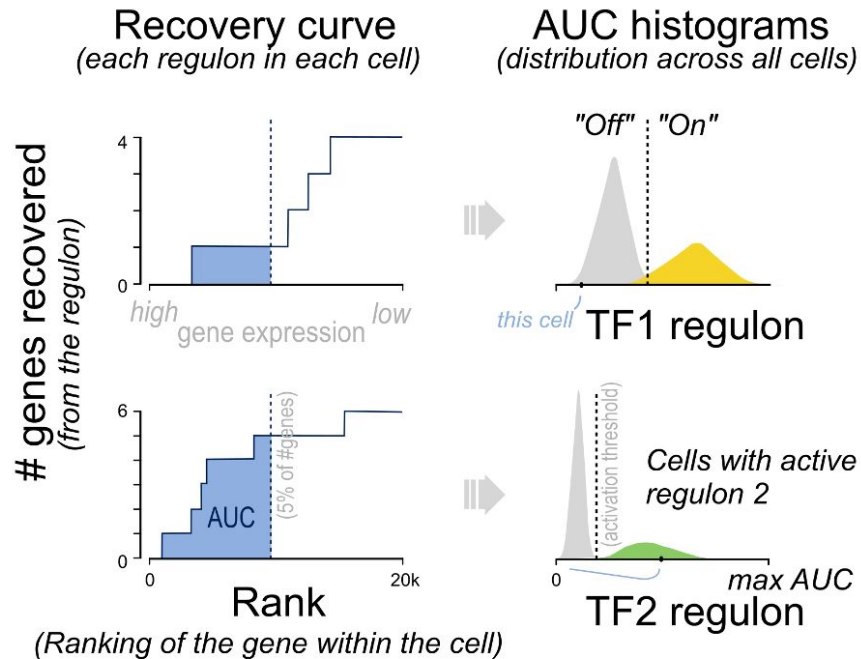 Recovery curve
(each regulon in each cell)
AUC histograms
(distribution across all cells)
# genes recovered
(from the regulon)
4
0
high
low
gene expression
"Off" "On"
this cell
TF1 regulon
6
0
AUC
(5% of #genes)
0
20k
Rank
(Ranking of the gene within the cell)
(activation threshold)
Cells with active
regulon 2
0
max AUC
TF2 regulon